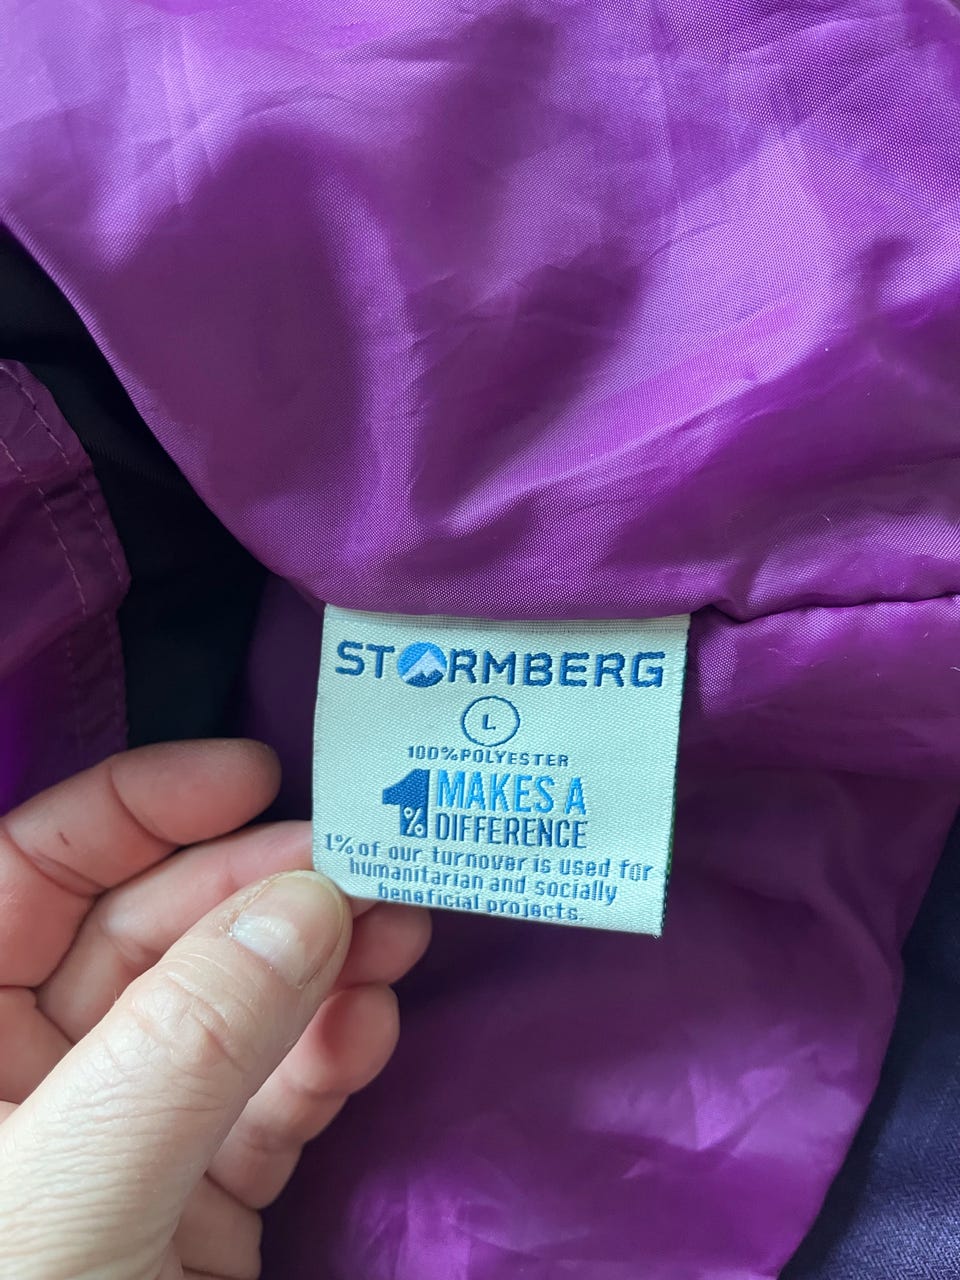 STORMBERG
L
100%POLYESTER
1% MAKES A
DIFFERENCE
1% of our turnover is used for
humanitarian and socially
beneficial projects.